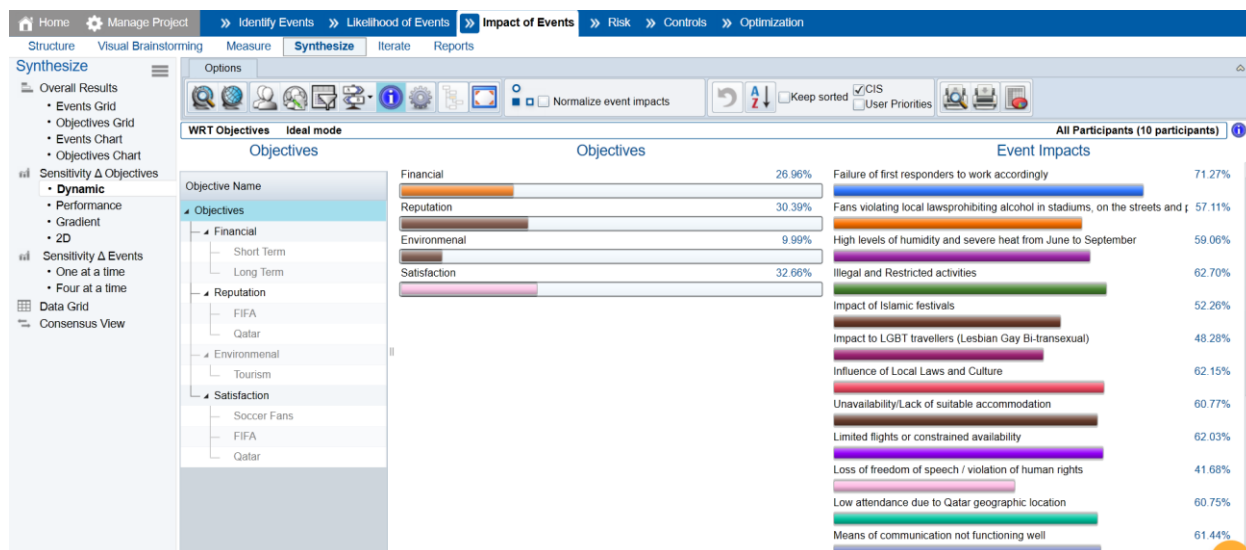 Home Manage Project Identify Events Likelihood of Events Impact of Events Risk Controls Optimization
Structure Visual Brainstorming Measure Synthesize Iterate Reports
Synthesize
Overall Results
• Events Grid
• Objectives Grid
• Events Chart
• Objectives Chart
Sensitivity Δ Objectives
• Dynamic
• Performance
• Gradient
• 2D
Sensitivity Δ Events
• One at a time
• Four at a time
Data Grid
Consensus View
Options
Normalize event impacts
Keep sorted
CIS
User Priorities
WRT Objectives Ideal mode
All Participants (10 participants)
Objectives
Objective Name
Objectives
Financial
Short Term
Long Term
Reputation
FIFA
Qatar
Environmenal
Tourism
Satisfaction
Soccer Fans
FIFA
Qatar
Objectives
Financial 26.96%
Reputation 30.39%
Environmenal 9.99%
Satisfaction 32.66%
Event Impacts
Failure of first responders to work accordingly 71.27%
Fans violating local lawsprohibiting alcohol in stadiums, on the streets and 57.11%
High levels of humidity and severe heat from June to September 59.06%
Illegal and Restricted activities 62.70%
Impact of Islamic festivals 52.26%
Impact to LGBT travellers (Lesbian Gay Bi-transexual) 48.28%
Influence of Local Laws and Culture 62.15%
Unavailability/Lack of suitable accommodation 60.77%
Limited flights or constrained availability 62.03%
Loss of freedom of speech / violation of human rights 41.68%
Low attendance due to Qatar geographic location 60.75%
Means of communication not functioning well 61.44%